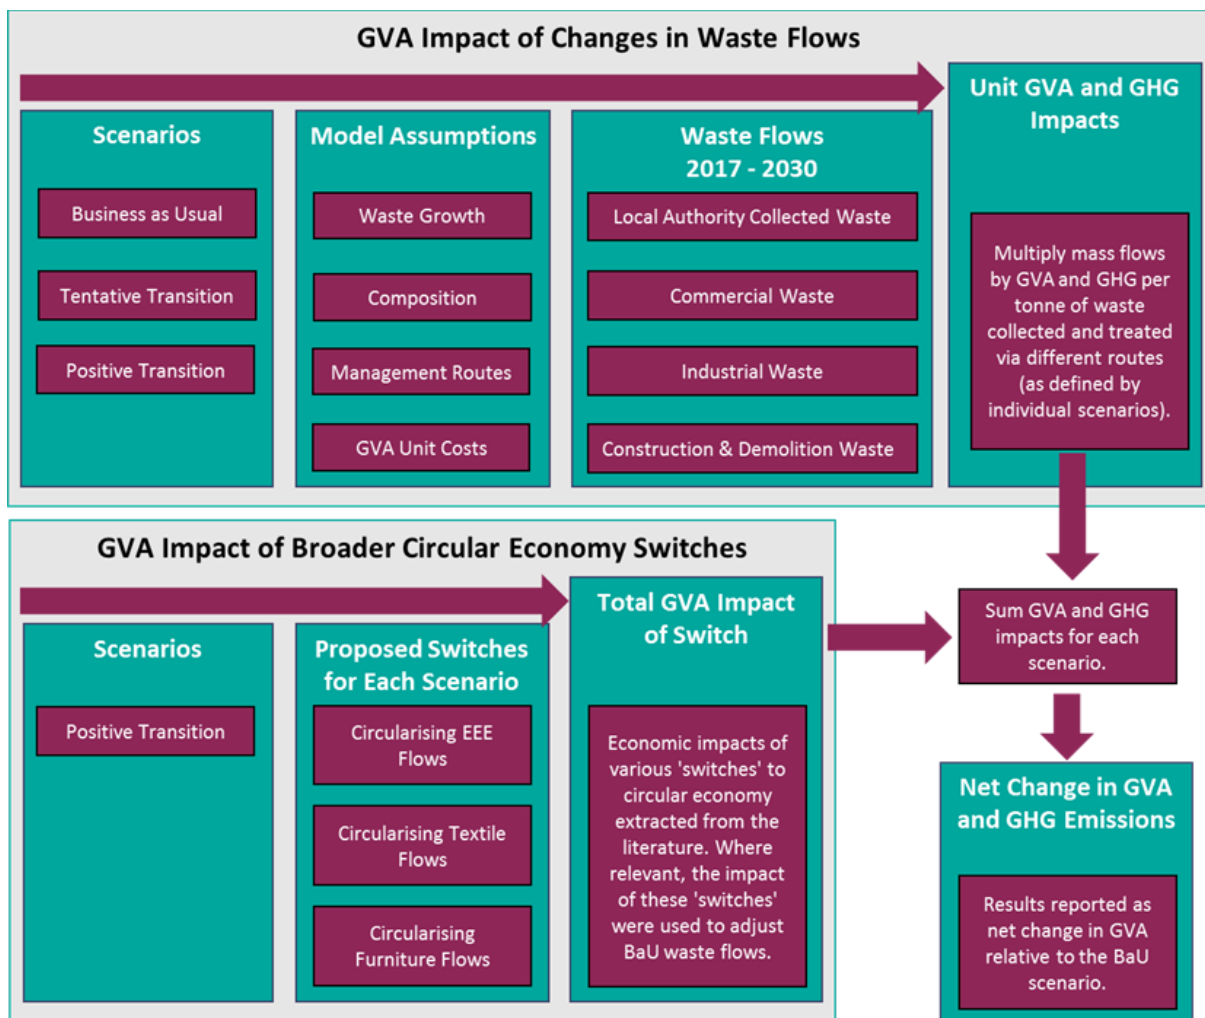 GVA Impact of Changes in Waste Flows
Scenarios
Business as Usual
Tentative Transition
Positive Transition
Model Assumptions
Waste Growth
Composition
Management Routes
GVA Unit Costs
Waste Flows
2017 - 2030
Local Authority Collected Waste
Commercial Waste
Industrial Waste
Construction & Demolition Waste
Unit GVA and GHG
Impacts
Multiply mass flows
by GVA and GHG per
tonne of waste
collected and treated
via different routes
(as defined by
individual scenarios).
GVA Impact of Broader Circular Economy Switches
Scenarios
Positive Transition
Proposed Switches
for Each Scenario
Circularising EEE
Flows
Circularising Textile
Flows
Circularising
Furniture Flows
Total GVA Impact
of Switch
Economic impacts of
various 'switches' to
circular economy
extracted from the
literature. Where
relevant, the impact
of these 'switches'
were used to adjust
BaU waste flows.
Sum GVA and GHG
impacts for each
scenario.
Net Change in GVA
and GHG Emissions
Results reported as
net change in GVA
relative to the BaU
scenario.